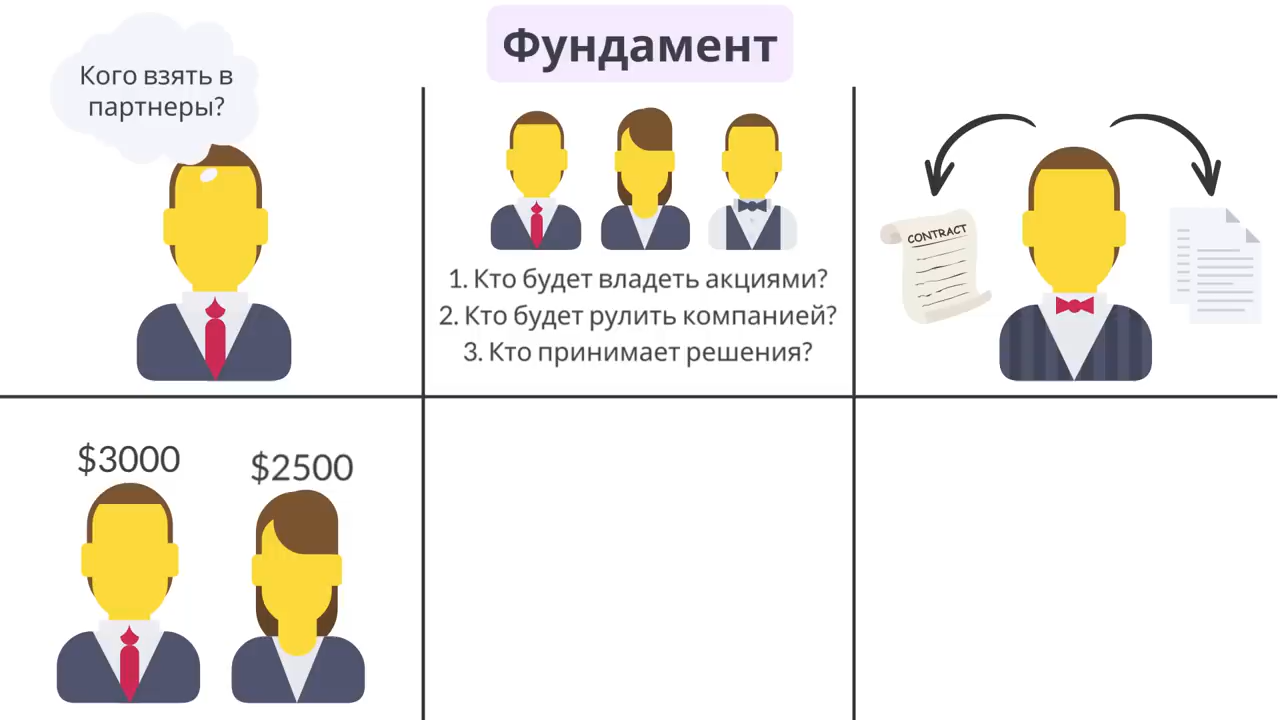 Фундамент
Кого взять в
партнеры?
1. Кто будет владеть акциями?
2. Кто будет рулить компанией?
3. Кто принимает решения?
CONTRACT
$3000
$2500